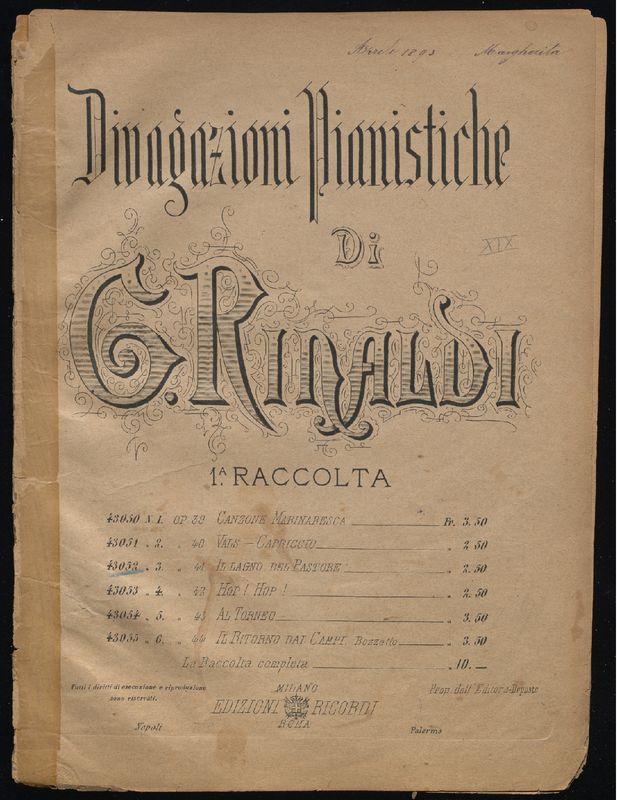 Aprile 1893 Margherita
Divagazioni Pianistiche
Di
XIX
G. Rinaldi
1.A RACCOLTA
43050 N. 1. OP. 39 CANZONE MARINARESCA Fr. 3. 50
43051 „ 2. „ 40 VALS-CAPRICCIO „ 2 50
43052 „ 3. „ 41 IL LAGNO DEL PASTORE „ 2. 50
43053 „ 4. „ 42 HOP! HOP! „ 2. 50
43054 „ 5. „ 43 AL TORNEO „ 3. 50
43055 „ 6. „ 44 IL RITORNO DAI CAMPI. Bozzetto „ 3. 50
La Raccolta completa „ 10. —
Tutti i diritti di esecuzione e riproduzione
sono riservati.
MILANO
Prop. dell'Editore-Deposto
EDIZIONI RICORDI
ROMA
Napoli
Palermo